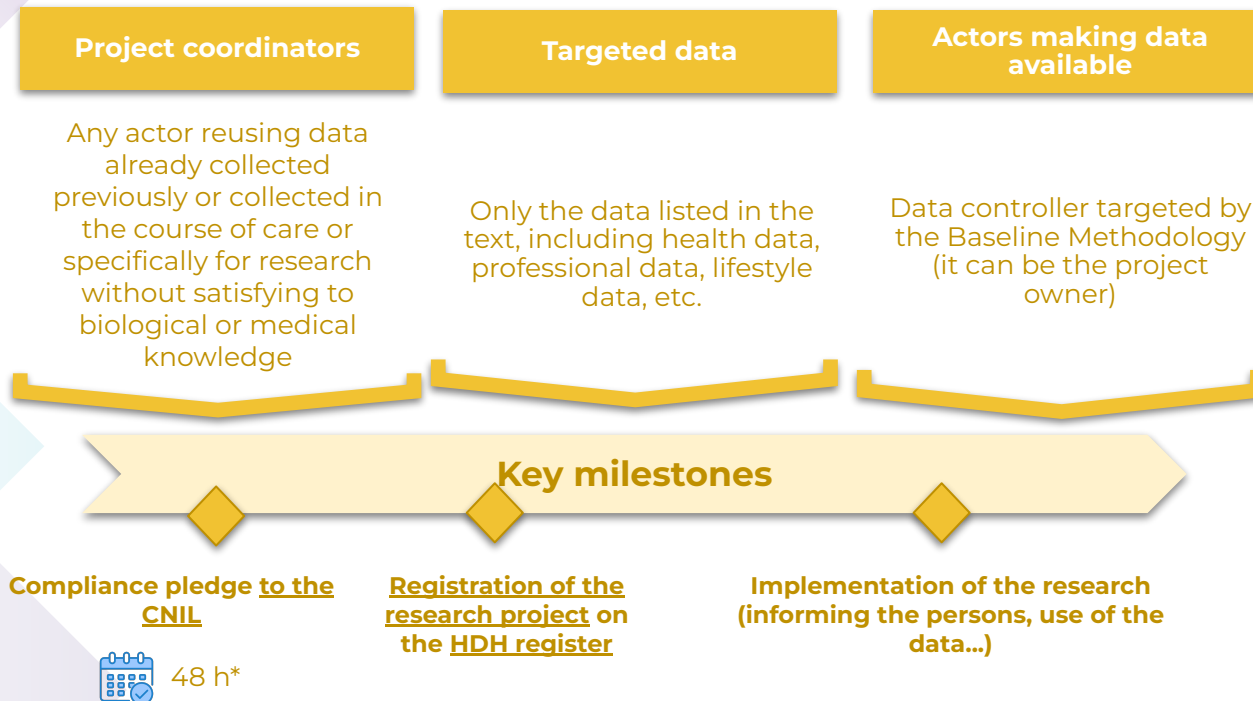 Project coordinators
Any actor reusing data
already collected
previously or collected in
the course of care or
specifically for research
without satisfying to
biological or medical
knowledge
Targeted data
Only the data listed in the
text, including health data,
professional data, lifestyle
data, etc.
Actors making data
available
Data controller targeted by
the Baseline Methodology
(it can be the project
owner)
Key milestones
Compliance pledge to the
CNIL
48 h*
Registration of the
research project on
the HDH register
Implementation of the research
(informing the persons, use of the
data...)